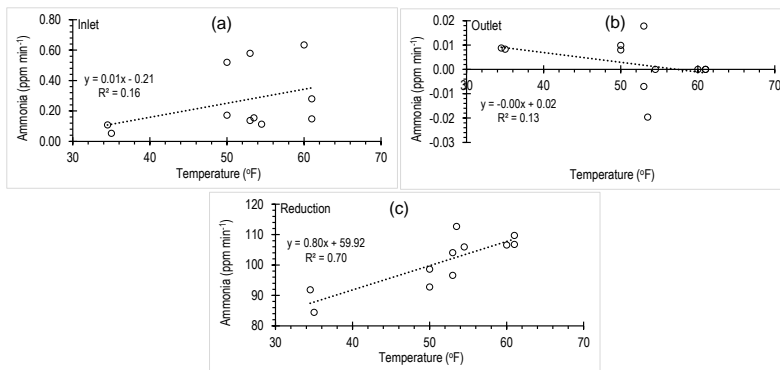 Inlet
(a)
0.80
0.60
0.40
0.20
0.00
Ammonia (ppm min⁻¹)
y = 0.01x - 0.21
R² = 0.16
30 40 50 60 70
Temperature (ᵒF)
Outlet
(b)
0.02
0.01
0.00
-0.01
-0.02
-0.03
Ammonia (ppm min⁻¹)
30 40 50 60 70
y = -0.00x + 0.02
R² = 0.13
Temperature (ᵒF)
Reduction
(c)
120
110
100
90
80
Ammonia (ppm min⁻¹)
y = 0.80x + 59.92
R² = 0.70
30 40 50 60 70
Temperature (ᵒF)